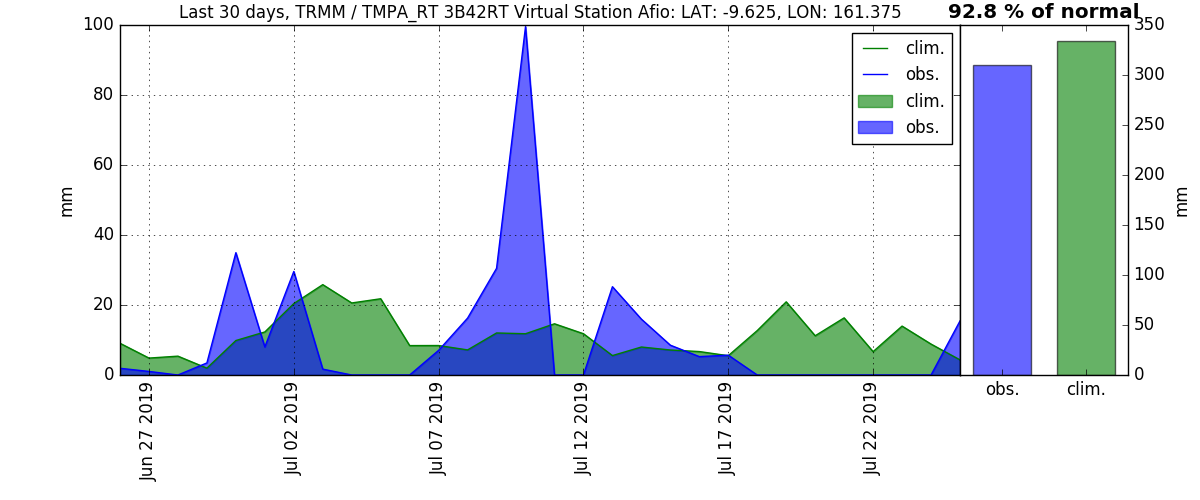 Last 30 days, TRMM / TMPA_RT 3B42RT Virtual Station Afio: LAT: -9.625, LON: 161.375
92.8 % of normal
100
80
60
40
20
0
mm
clim.
obs.
clim.
obs.
350
300
250
200
150
100
50
0
mm
Jun 27 2019
Jul 02 2019
Jul 07 2019
Jul 12 2019
Jul 17 2019
Jul 22 2019
obs.
clim.